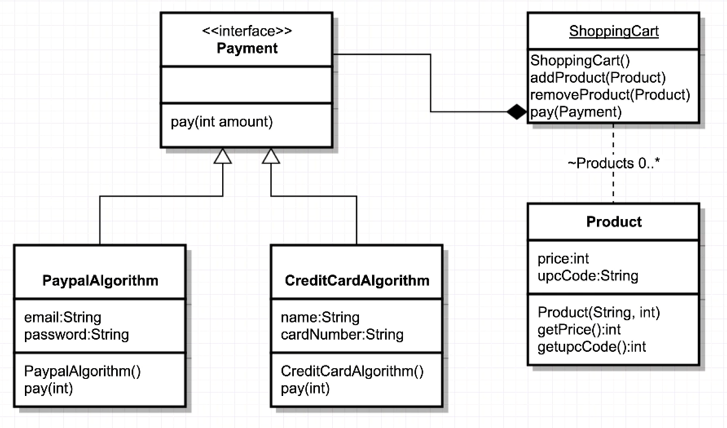 <<interface>>
Payment
pay(int amount)
ShoppingCart
ShoppingCart()
addProduct(Product)
removeProduct(Product)
pay(Payment)
~Products 0..*
Product
price:int
upcCode:String
Product(String, int)
getPrice():int
getupcCode():int
PaypalAlgorithm
email:String
password:String
PaypalAlgorithm()
pay(int)
CreditCardAlgorithm
name:String
cardNumber:String
CreditCardAlgorithm()
pay(int)